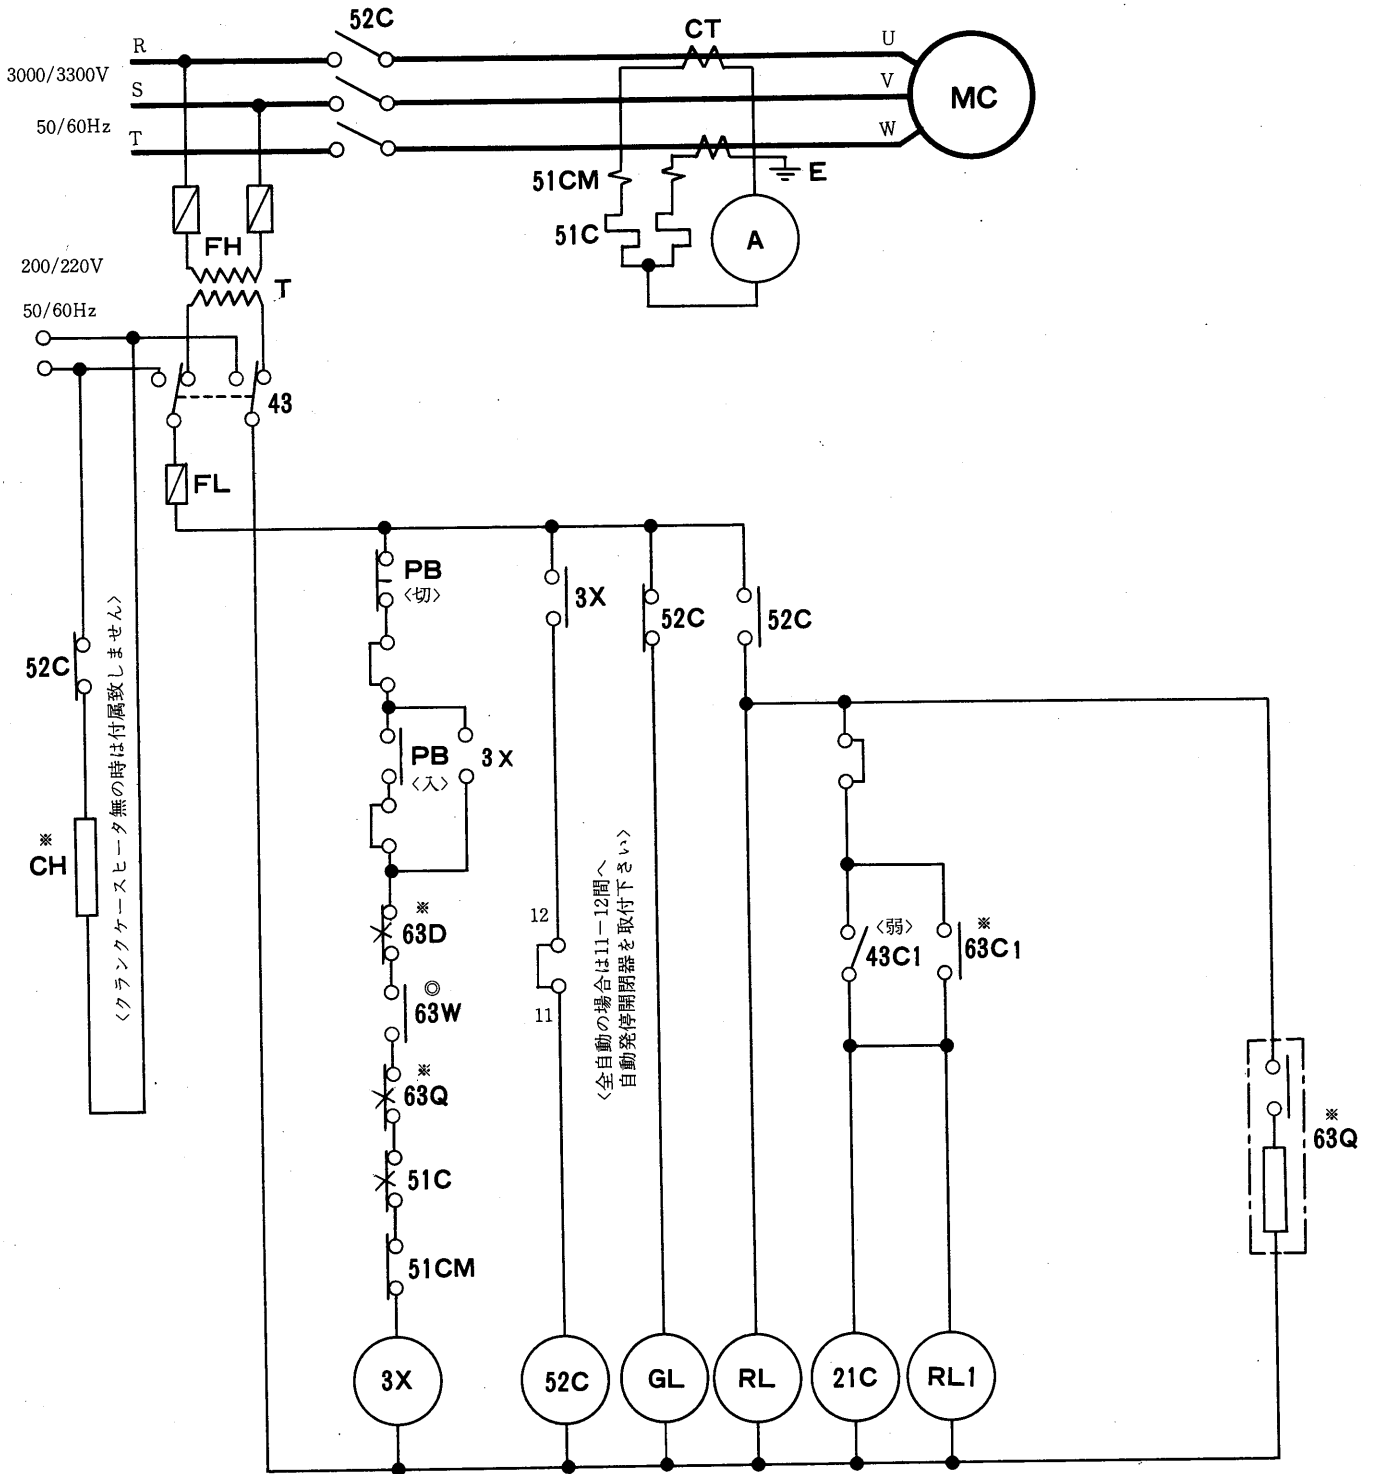 52C
CT
R
U
3000/3300V
S
V
MC
50/60Hz
T
W
51CM
E
51C
A
FH
200/220V
T
50/60Hz
43
FL
PB
〈切〉
3X
52C
52C
52C
〈クランクケースヒータ無の時は付属致しません〉
PB
〈入〉
3X
※
CH
〈全自動の場合は11-12間へ
自動発停開閉器を取付下さい〉
12
11
※
63D
〈弱〉
43C1
※
63C1
◎
63W
※
63Q
※
63Q
51C
51CM
3X
52C
GL
RL
21C
RL1